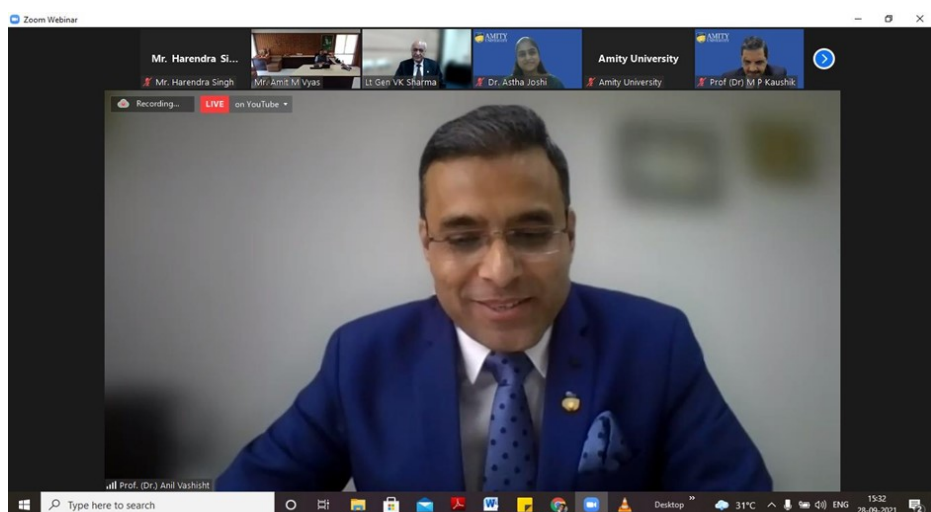 Zoom Webinar
Mr. Harendra Si...
Mr. Harendra Singh
Mr. Amit M Vyas
Lt Gen VK Sharma
AMITY
Dr. Astha Joshi
Amity University
Amity University
AMITY
Prof (Dr) M P Kaushik
Recording...
LIVE
on YouTube
Prof. (Dr.) Anil Vashisht
Type here to search
Desktop
31°C
ENG
15:32
28-09-2021